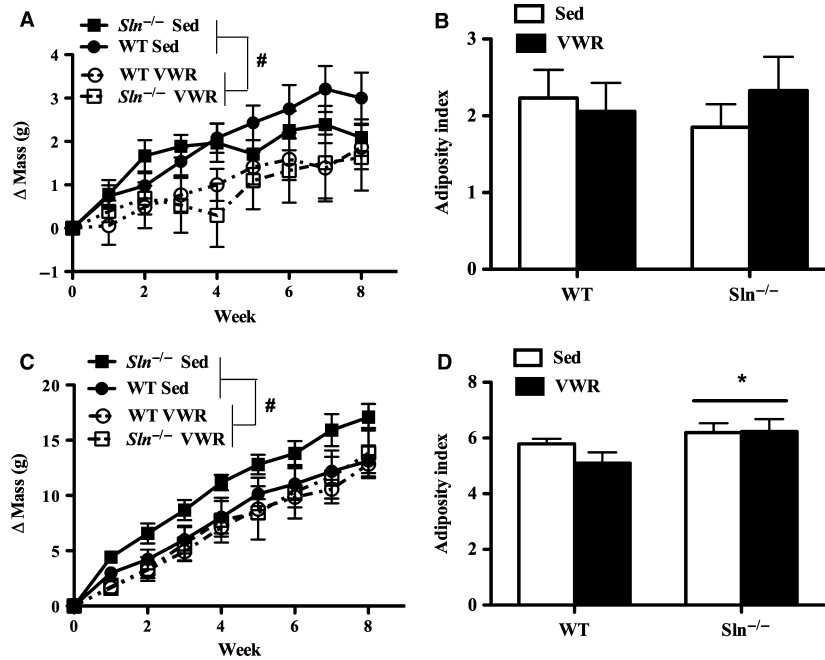 A
Sln−/− Sed
WT Sed
WT VWR
Sln−/− VWR
#
Δ Mass (g)
4
3
2
1
0
−1
0
2
4
6
8
Week
B
Sed
VWR
Adiposity index
3
2
1
0
WT
Sln−/−
C
Sln−/− Sed
WT Sed
WT VWR
Sln−/− VWR
#
Δ Mass (g)
20
15
10
5
0
0
2
4
6
8
Week
D
Sed
VWR
*
Adiposity index
8
6
4
2
0
WT
Sln−/−